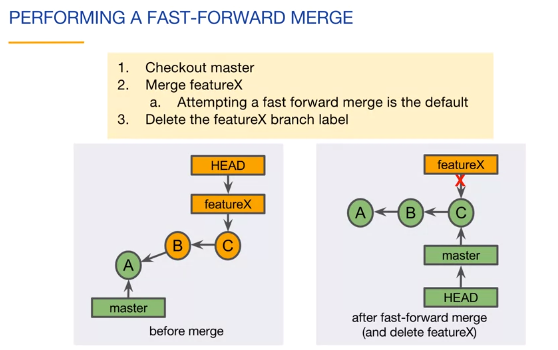 PERFORMING A FAST-FORWARD MERGE
1. Checkout master
2. Merge featureX
a. Attempting a fast forward merge is the default
3. Delete the featureX branch label
HEAD
featureX
B
C
A
master
before merge
featureX
X
A
B
C
master
HEAD
after fast-forward merge
(and delete featureX)